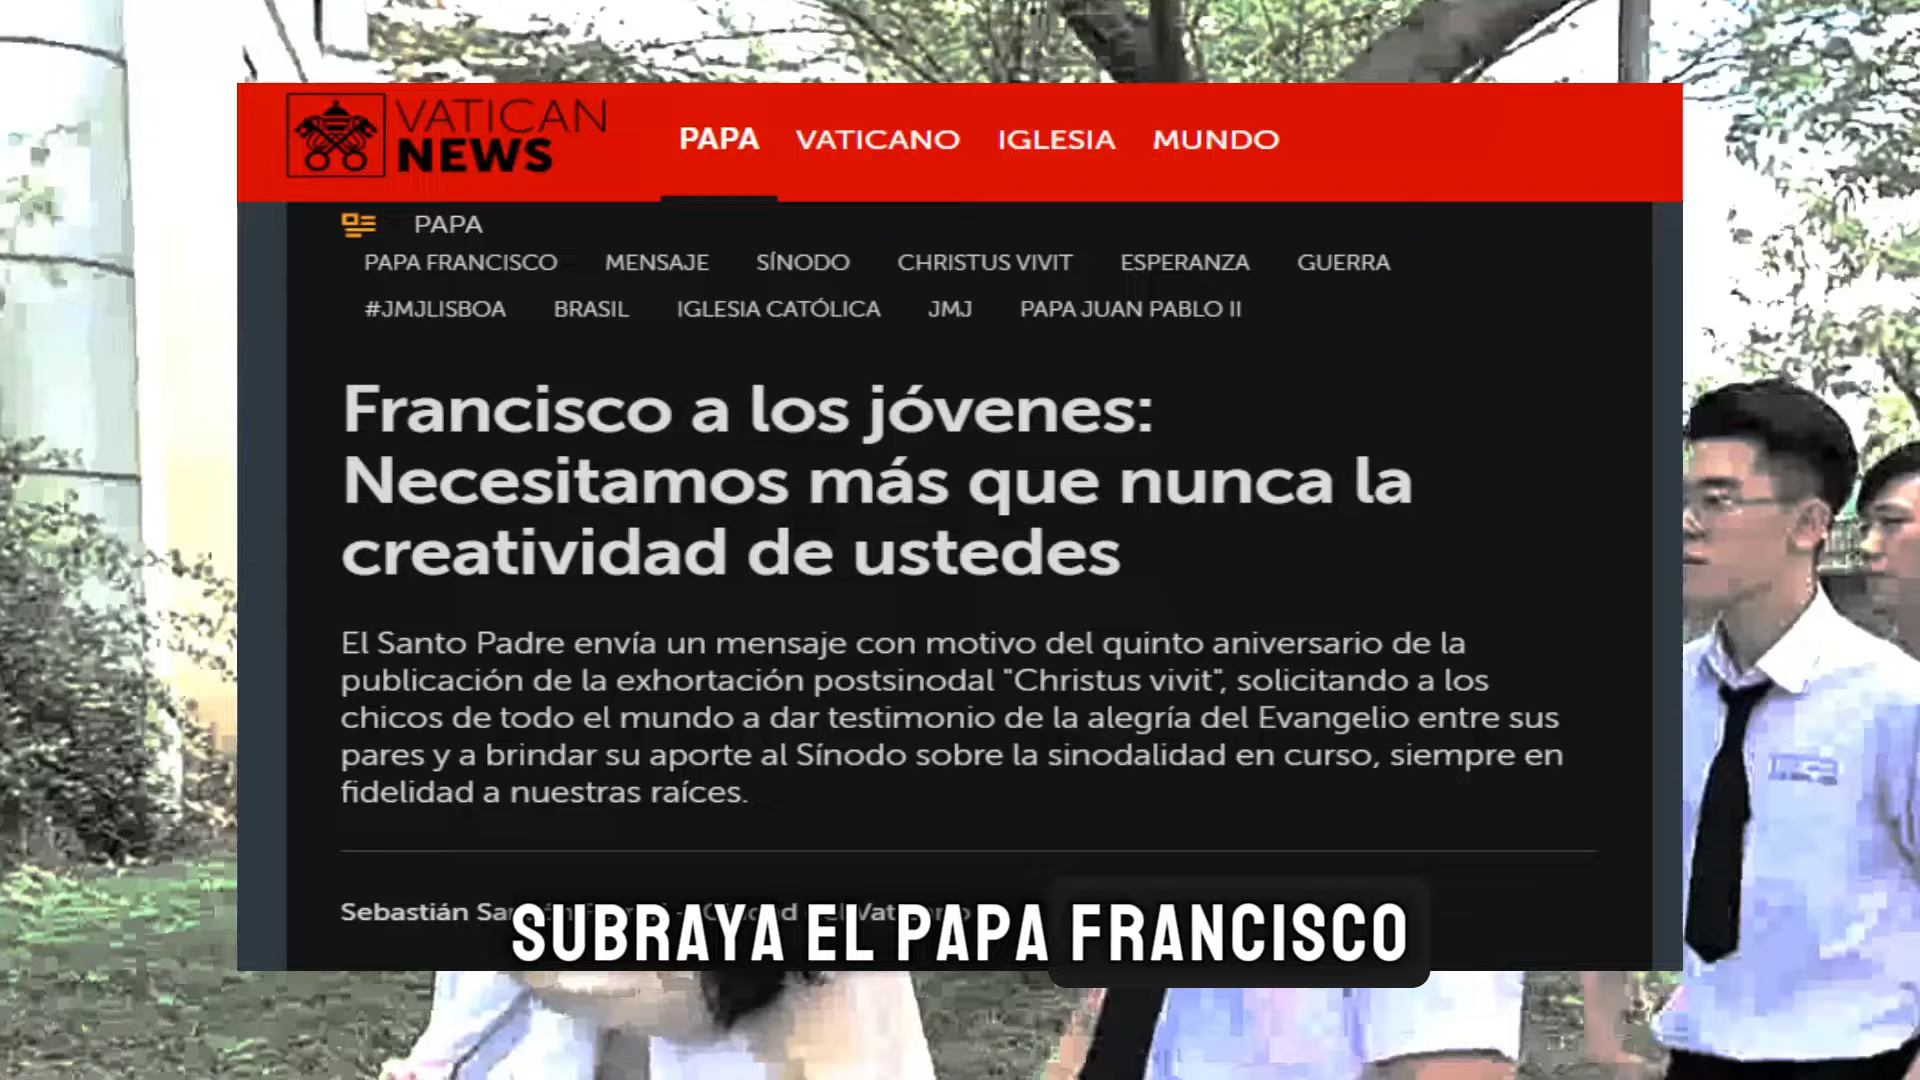 VATICAN
NEWS
PAPA VATICANO IGLESIA MUNDO
PAPA
PAPA FRANCISCO MENSAJE SÍNODO CHRISTUS VIVIT ESPERANZA GUERRA
#JMJLISBOA BRASIL IGLESIA CATÓLICA JMJ PAPA JUAN PABLO II
Francisco a los jóvenes:
Necesitamos más que nunca la
creatividad de ustedes
El Santo Padre envía un mensaje con motivo del quinto aniversario de la
publicación de la exhortación postsinodal "Christus vivit", solicitando a los
chicos de todo el mundo a dar testimonio de la alegría del Evangelio entre sus
pares y a brindar su aporte al Sínodo sobre la sinodalidad en curso, siempre en
fidelidad a nuestras raíces.
Sebastián
SUBRAYA EL PAPA FRANCISCO